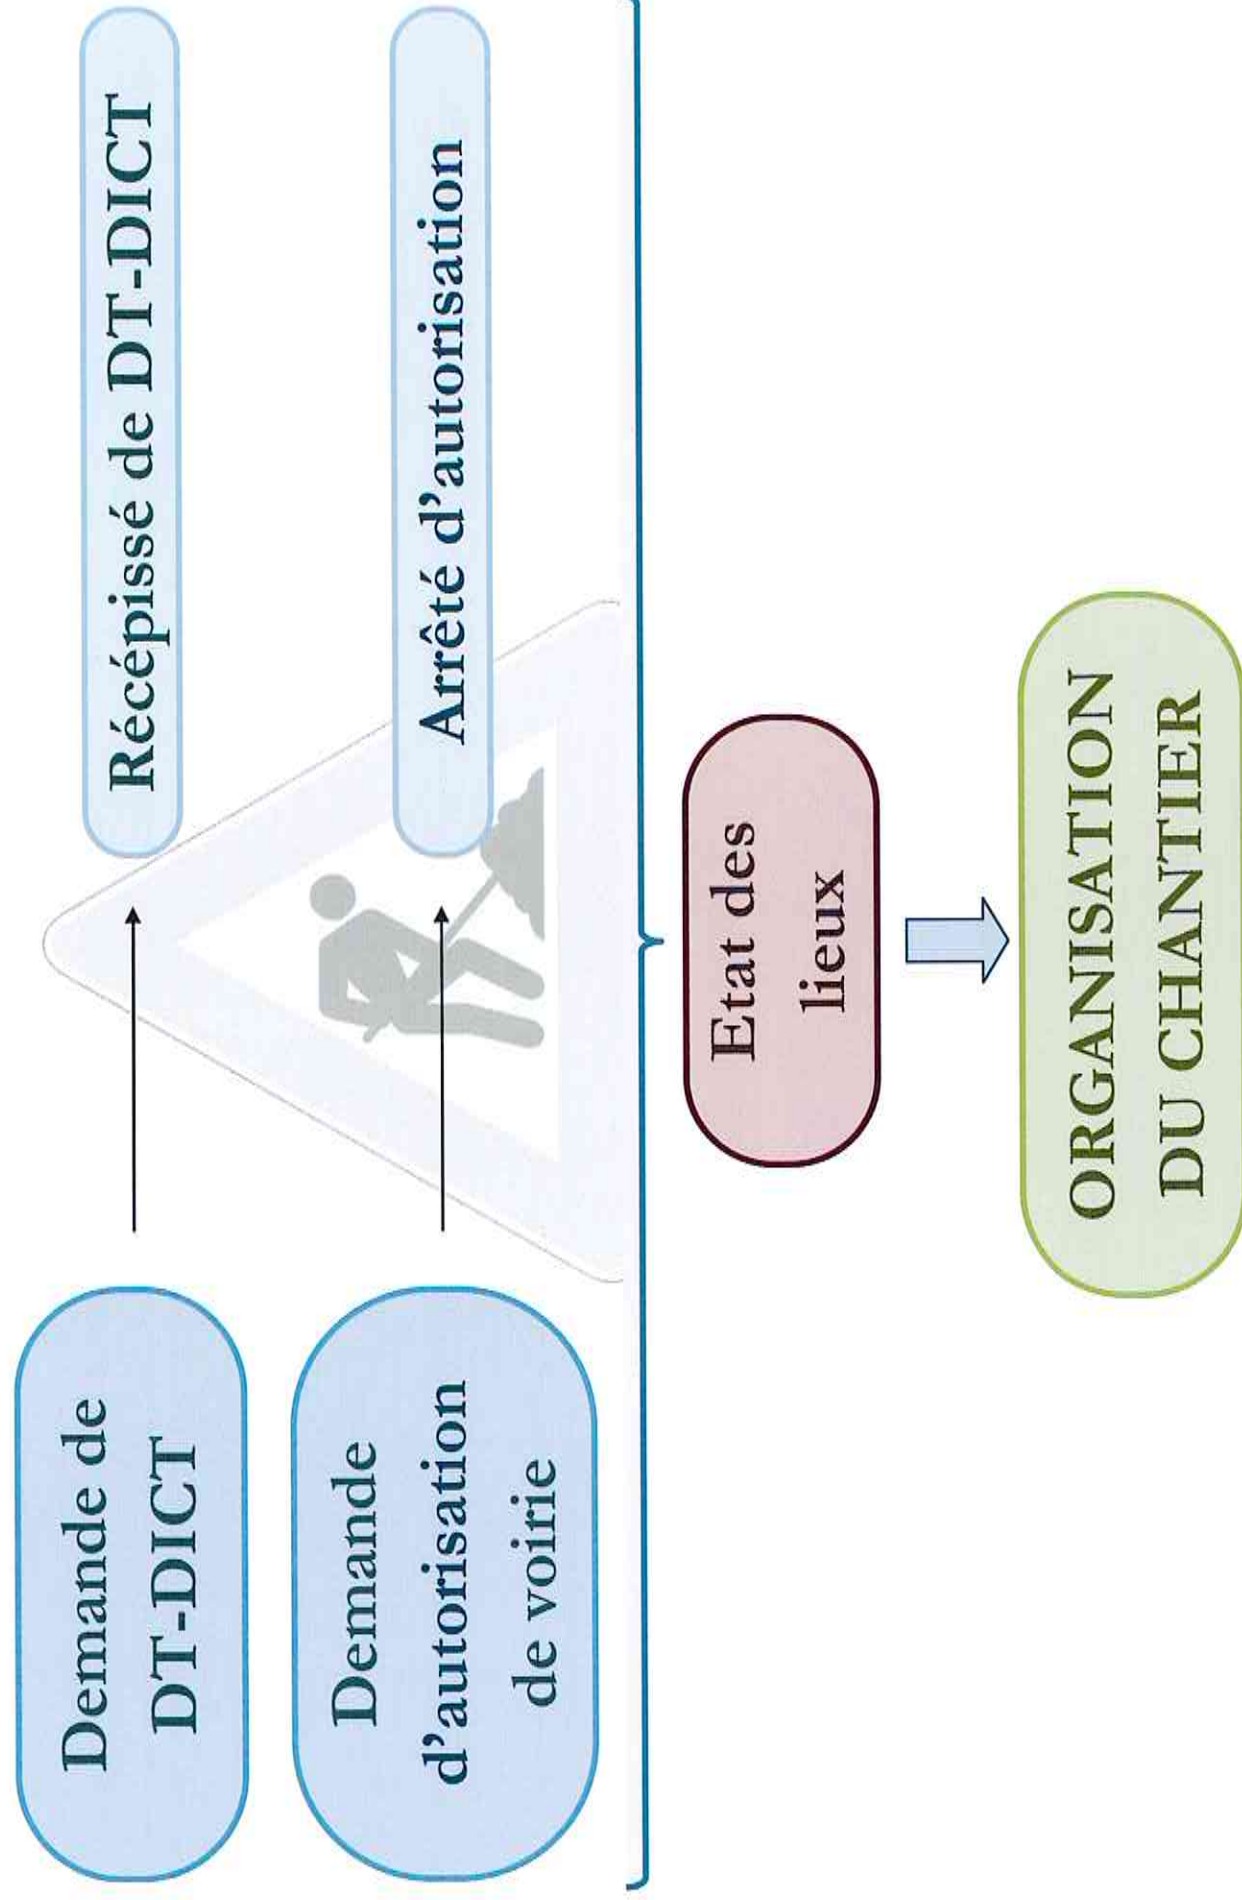 Demande de
DT-DICT
Récépissé de DT-DICT
Demande
d'autorisation
de voirie
Arrêté d'autorisation
Etat des
lieux
ORGANISATION
DU CHANTIER